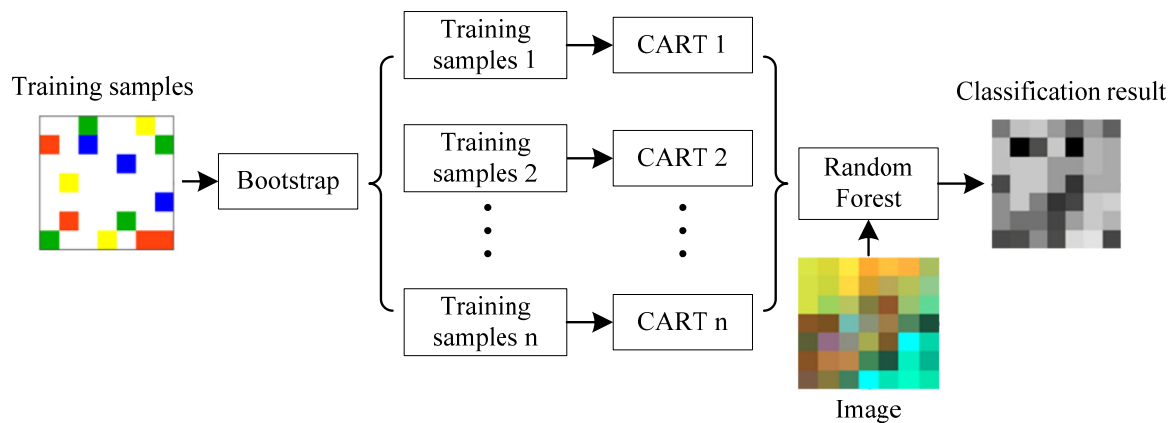 Training samples
Bootstrap
Training
samples 1
CART 1
Training
samples 2
CART 2
Training
samples n
CART n
Random
Forest
Image
Classification result